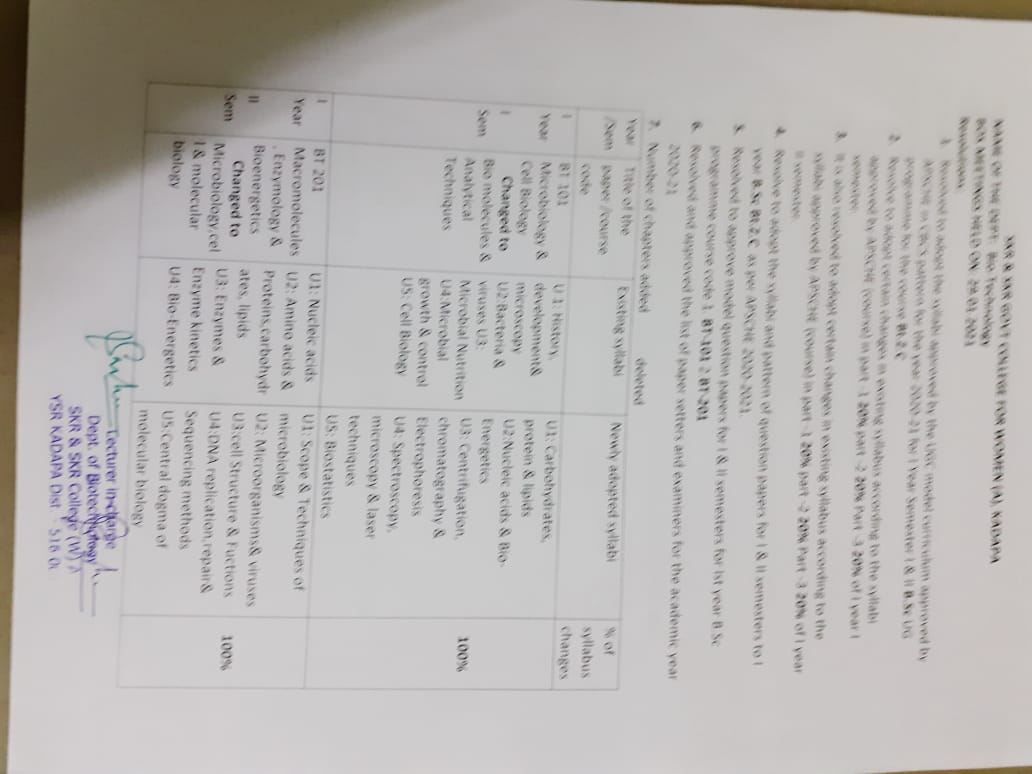 SKR & SKR GOVT COLLEGE FOR WOMEN (A), KADAPA
NAME OF THE DEPT: Bio Technology
BOS MEETINGS HELD ON 29.01.2021
Resolutions
1. Resolved to adopt the syllabi approved by the UGC model curriculum approved by
APSCHE in CBCS pattern for the year 2020-21 for I year Semester I & II B.Sc UG
programme for the course Bt.Z.C
2. Resolve to adopt certain changes in existing syllabus according to the syllabi
approved by APSCHE (course) in part -1 20% part -2 20% Part -3 20% of I year I
semester.
3. It is also resolved to adopt certain changes in existing syllabus according to the
syllabi approved by APSCHE (course) in part -1 20% part -2 20% Part -3 20% of I year
II semester.
4. Resolve to adopt the syllabi and pattern of question papers for I & II semesters to I
year B.Sc Bt.Z.C as per APSCHE 2020-2021.
5. Resolved to approve model question papers for I & II semesters for Ist year B.Sc
programme course code 1 BT-101 2 BT-201
6. Resolved and approved the list of paper setters and examiners for the academic year
2020-21
7. Number of chapters added deleted
Year Title of the Existing syllabi Newly adopted syllabi % of
/Sem paper /course syllabus
code changes
I BT 101 U 1: History, U1: Carbohydrates,
Year Microbiology & development& protein & lipids
Cell Biology microscopy U2:Nucleic acids & Bio-
I Changed to U2:Bacteria & Energetics
Sem Bio molecules & viruses U3: U3: Centrifugation,
Analytical Microbial Nutrition chromatography & 100%
Techniques U4:Microbial Electrophoresis
growth & control U4: Spectroscopy,
U5: Cell Biology microscopy & laser
techniques
U5: Biostatistics
I BT 201 U1: Nucleic acids U1: Scope & Techniques of
Year Macromolecules U2: Amino acids & microbiology
, Enzymology & Proteins,carbohydr U2: Microorganisms& viruses
II Bioenergetics ates, lipids U3:cell Structure & Fuctions
Sem Changed to U3: Enzymes & U4:DNA replication,repair& 100%
Microbiology,cel Enzyme kinetics Sequencing methods
l & molecular U4: Bio-Energetics U5:Central dogma of
biology molecular biology
Lecturer Incharge
Dept. of Biotechnology
SKR & SKR College (W)
YSR KADAPA Dist - 516 0